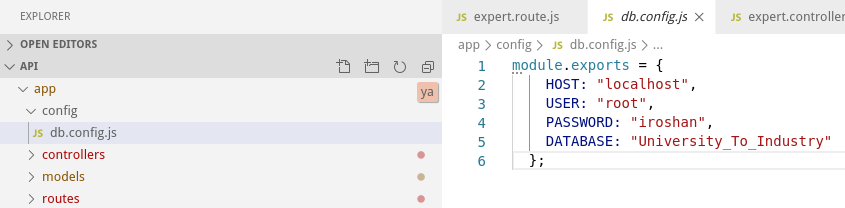 EXPLORER
OPEN EDITORS
API
app
ya
config
JS db.config.js
controllers
models
routes
JS expert.route.js
JS db.config.js ×
JS expert.controller
app > config > JS db.config.js > ...
1 module.exports = {
2 HOST: "localhost",
3 USER: "root",
4 PASSWORD: "iroshan",
5 DATABASE: "University_To_Industry"
6 };